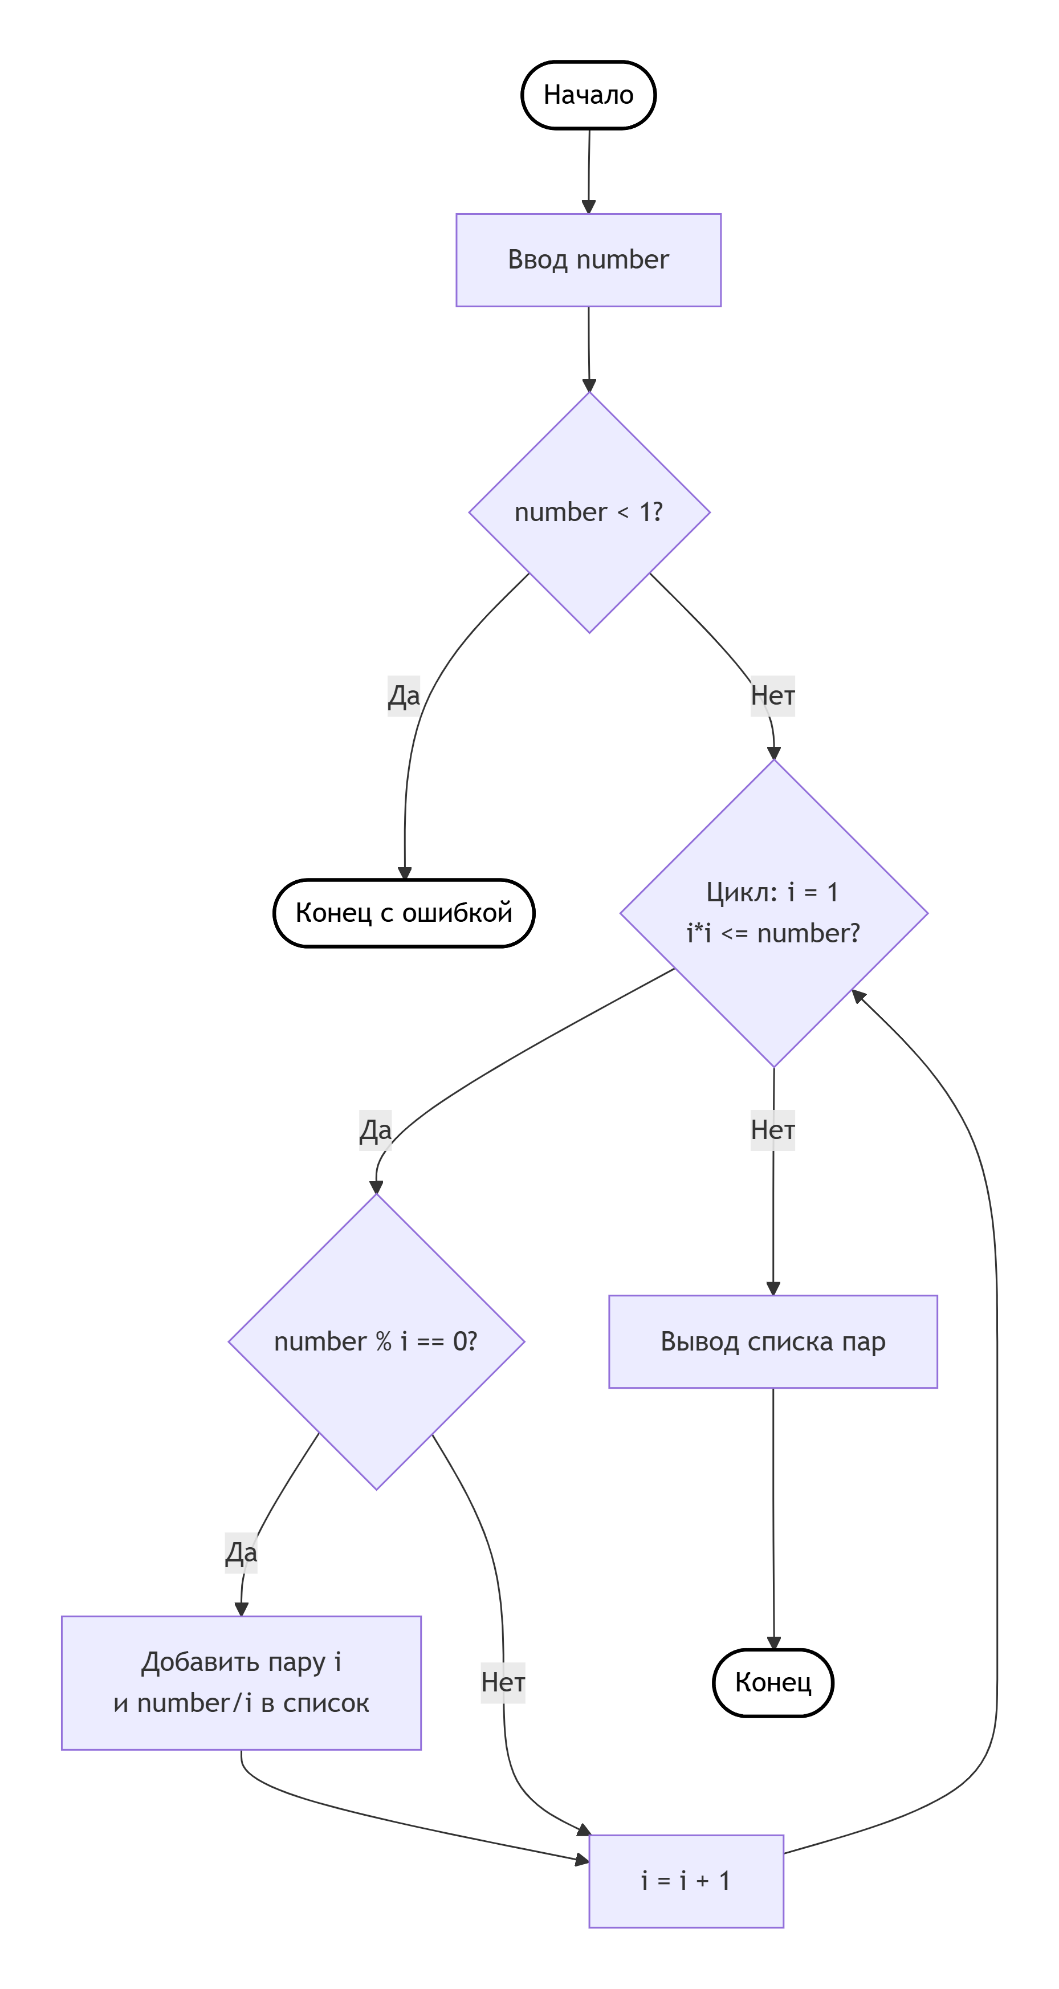 Начало
Ввод number
number < 1?
Да
Нет
Цикл: i = 1
i*i <= number?
Конец с ошибкой
Да
Нет
number % i == 0?
Вывод списка пар
Да
Добавить пару i
и number/i в список
Нет
Конец
i = i + 1